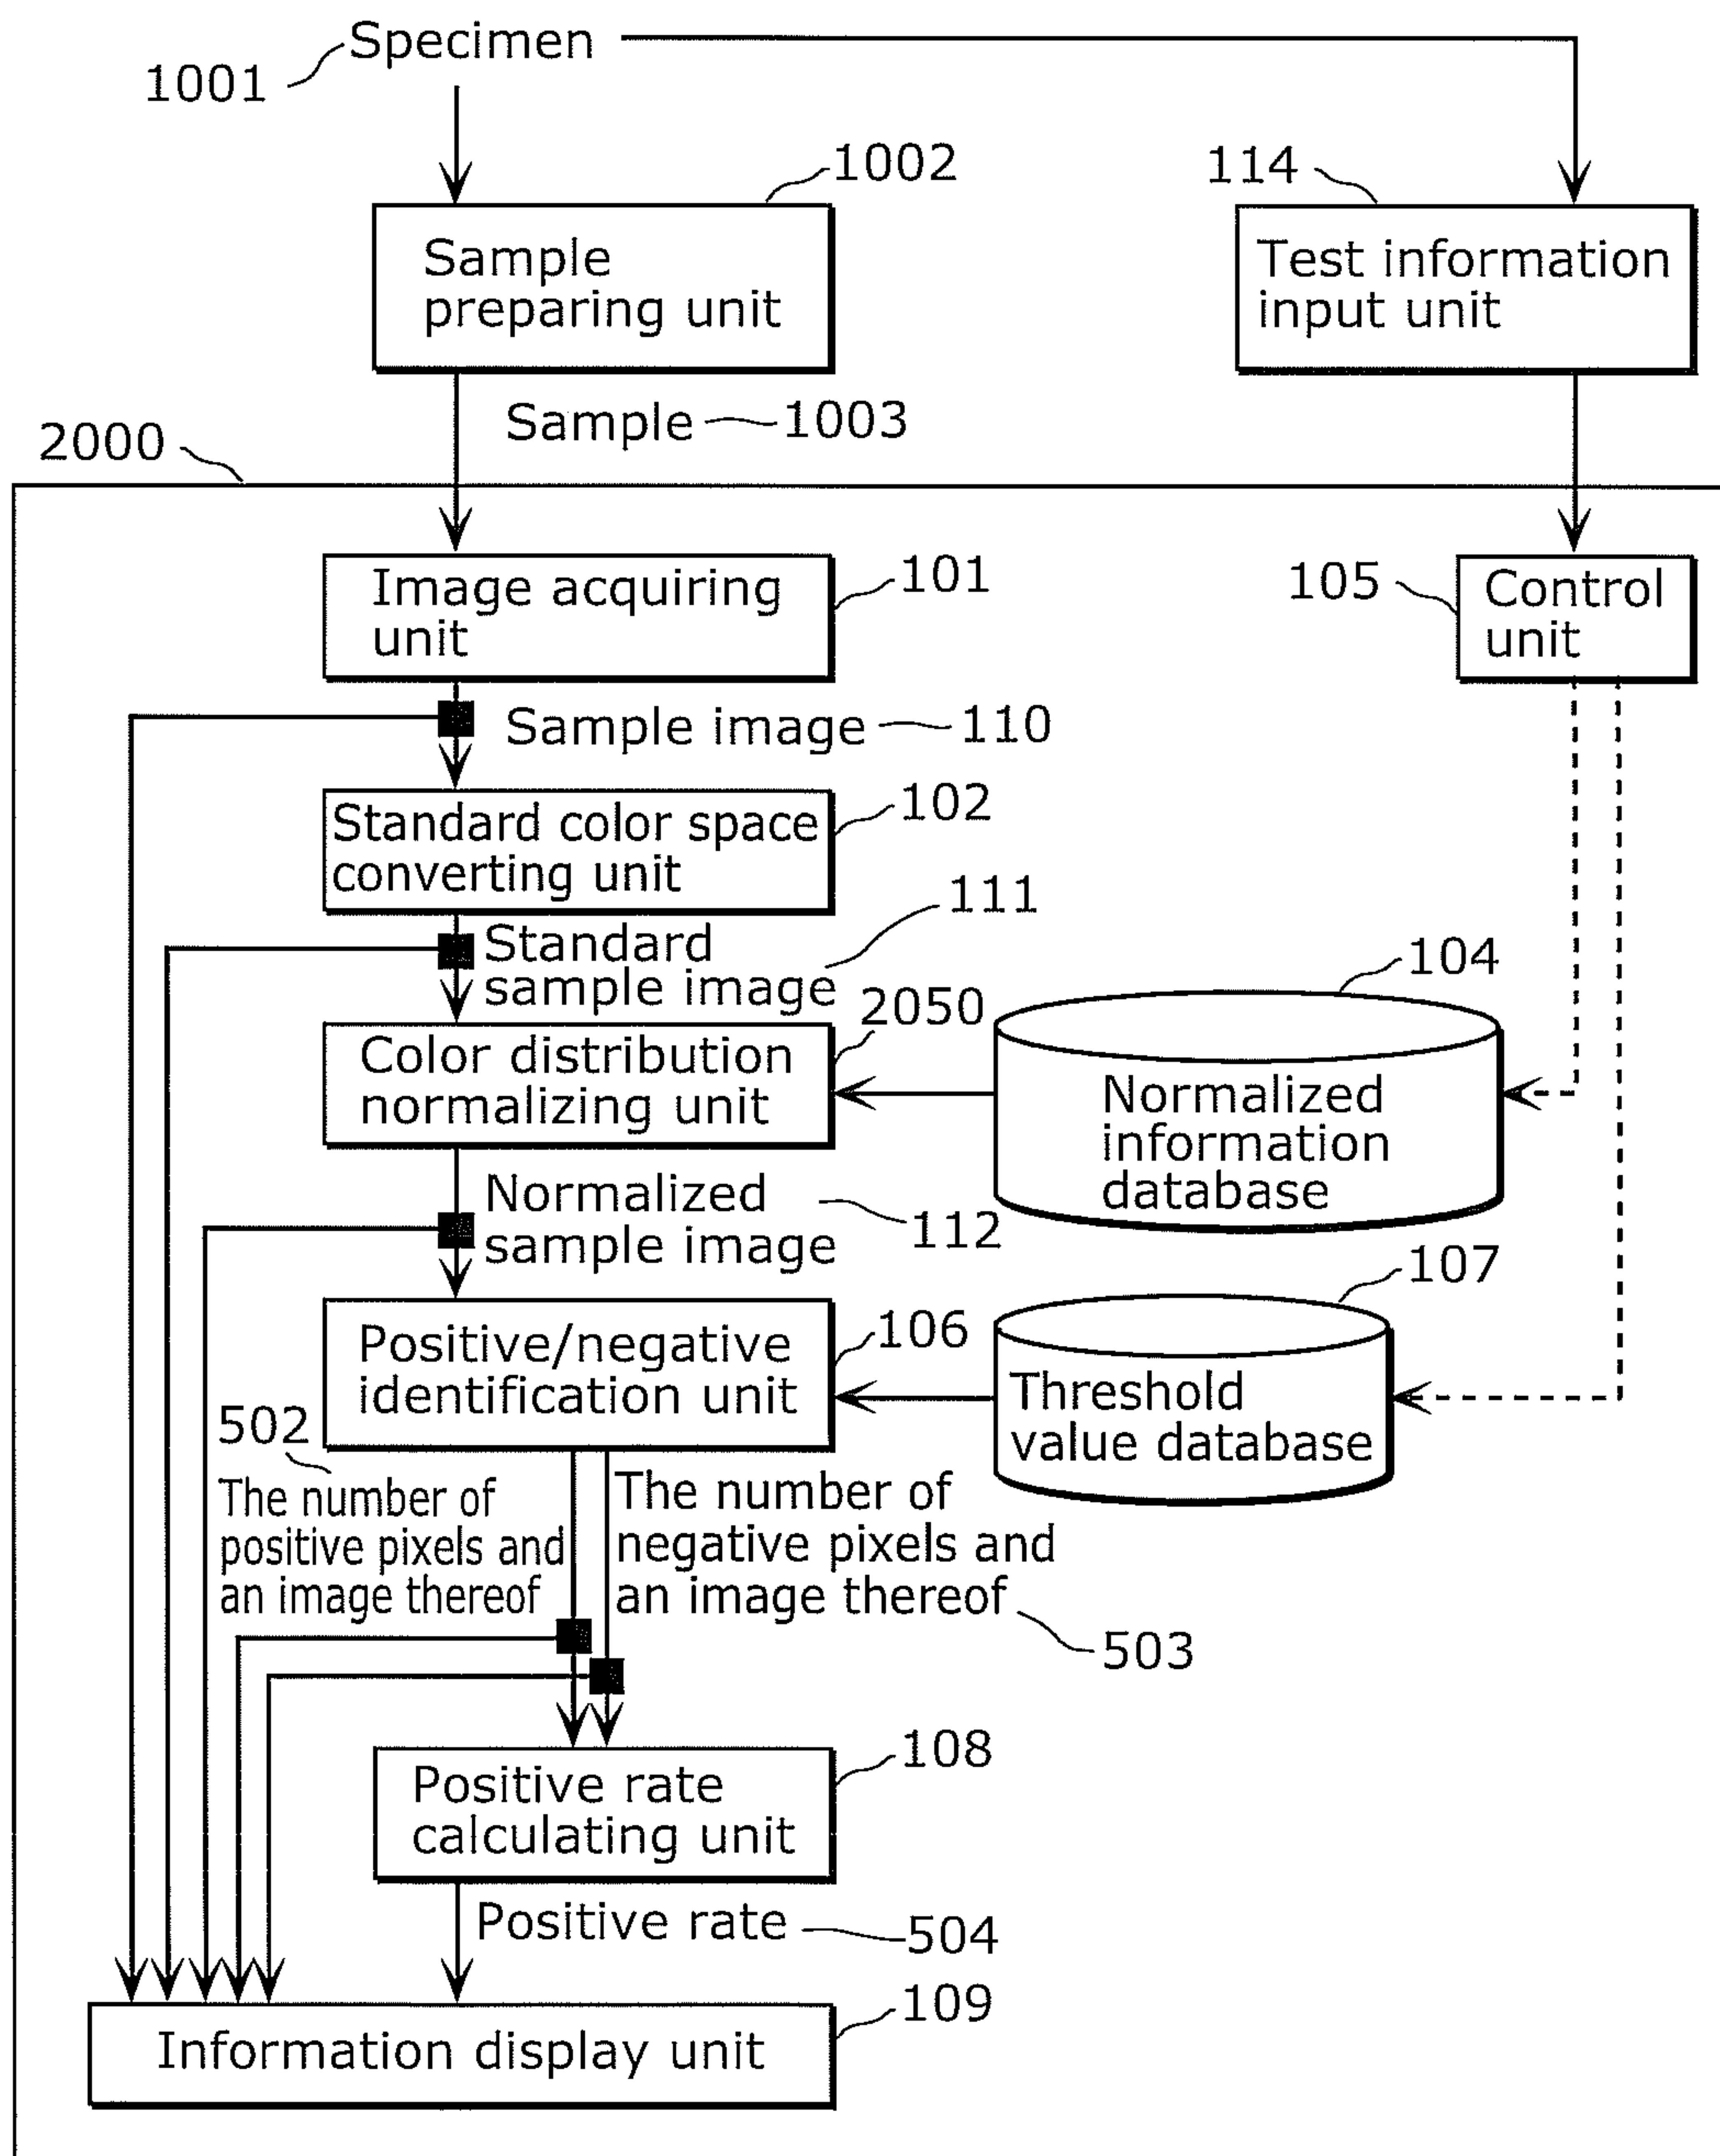 Specimen
1001
1002
114
Sample
preparing unit
Test information
input unit
Sample
1003
2000
Image acquiring
unit
101
105
Control
unit
Sample image
110
Standard color space
converting unit
102
111
Standard
sample image
104
2050
Color distribution
normalizing unit
Normalized
information
database
Normalized
sample image
112
107
Positive/negative
identification unit
106
Threshold
value database
502
The number of
positive pixels and
an image thereof
The number of
negative pixels and
an image thereof
503
108
Positive rate
calculating unit
Positive rate
504
109
Information display unit